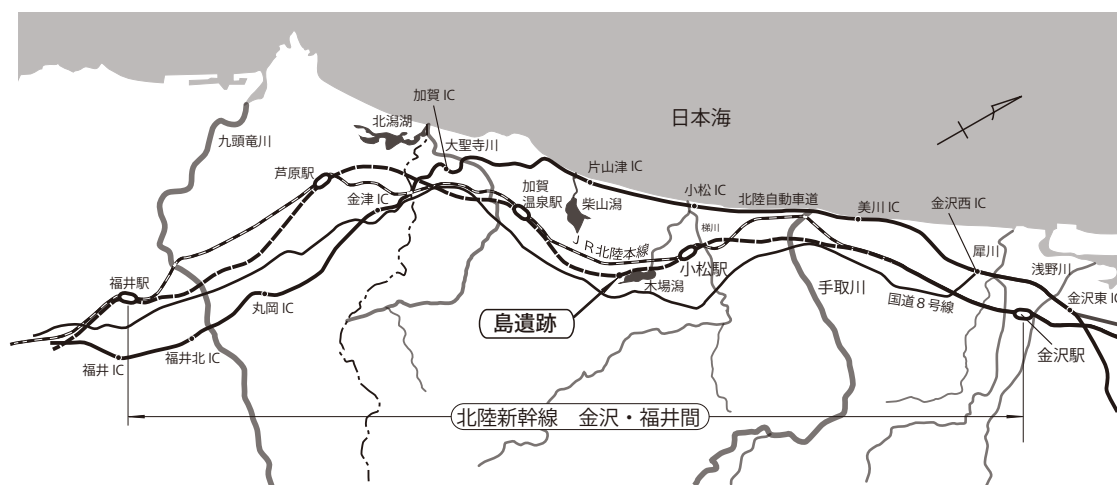 加賀 IC
北潟湖
日本海
九頭竜川
大聖寺川
芦原駅
片山津 IC
金津 IC
加賀
温泉駅
柴山潟
小松 IC
北陸自動車道
美川 IC
金沢西 IC
梯川
JR北陸本線
犀川
浅野川
福井駅
小松駅
木場潟
手取川
国道8号線
金沢東 IC
丸岡 IC
島遺跡
福井北 IC
福井 IC
金沢駅
北陸新幹線 金沢・福井間